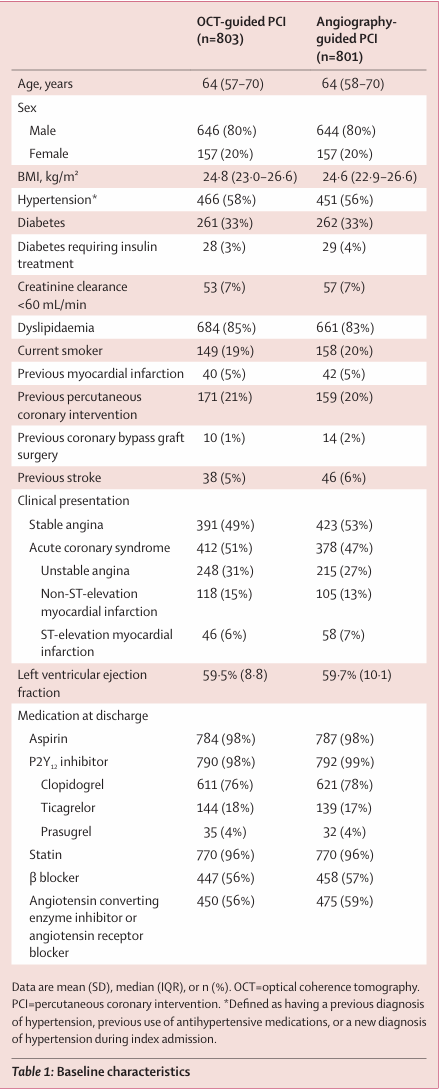 OCT-guided PCI (n=803) Angiography-guided PCI (n=801)
Age, years 64 (57–70) 64 (58–70)
Sex
Male 646 (80%) 644 (80%)
Female 157 (20%) 157 (20%)
BMI, kg/m² 24·8 (23·0–26·6) 24·6 (22·9–26·6)
Hypertension* 466 (58%) 451 (56%)
Diabetes 261 (33%) 262 (33%)
Diabetes requiring insulin 28 (3%) 29 (4%)
treatment
Creatinine clearance 53 (7%) 57 (7%)
<60 mL/min
Dyslipidaemia 684 (85%) 661 (83%)
Current smoker 149 (19%) 158 (20%)
Previous myocardial infarction 40 (5%) 42 (5%)
Previous percutaneous 171 (21%) 159 (20%)
coronary intervention
Previous coronary bypass graft 10 (1%) 14 (2%)
surgery
Previous stroke 38 (5%) 46 (6%)
Clinical presentation
Stable angina 391 (49%) 423 (53%)
Acute coronary syndrome 412 (51%) 378 (47%)
Unstable angina 248 (31%) 215 (27%)
Non-ST-elevation 118 (15%) 105 (13%)
myocardial infarction
ST-elevation myocardial 46 (6%) 58 (7%)
infarction
Left ventricular ejection 59·5% (8·8) 59·7% (10·1)
fraction
Medication at discharge
Aspirin 784 (98%) 787 (98%)
P2Y₁₂ inhibitor 790 (98%) 792 (99%)
Clopidogrel 611 (76%) 621 (78%)
Ticagrelor 144 (18%) 139 (17%)
Prasugrel 35 (4%) 32 (4%)
Statin 770 (96%) 770 (96%)
β blocker 447 (56%) 458 (57%)
Angiotensin converting 450 (56%) 475 (59%)
enzyme inhibitor or
angiotensin receptor
blocker
Data are mean (SD), median (IQR), or n (%). OCT=optical coherence tomography.
PCI=percutaneous coronary intervention. *Defined as having a previous diagnosis
of hypertension, previous use of antihypertensive medications, or a new diagnosis
of hypertension during index admission.
Table 1: Baseline characteristics